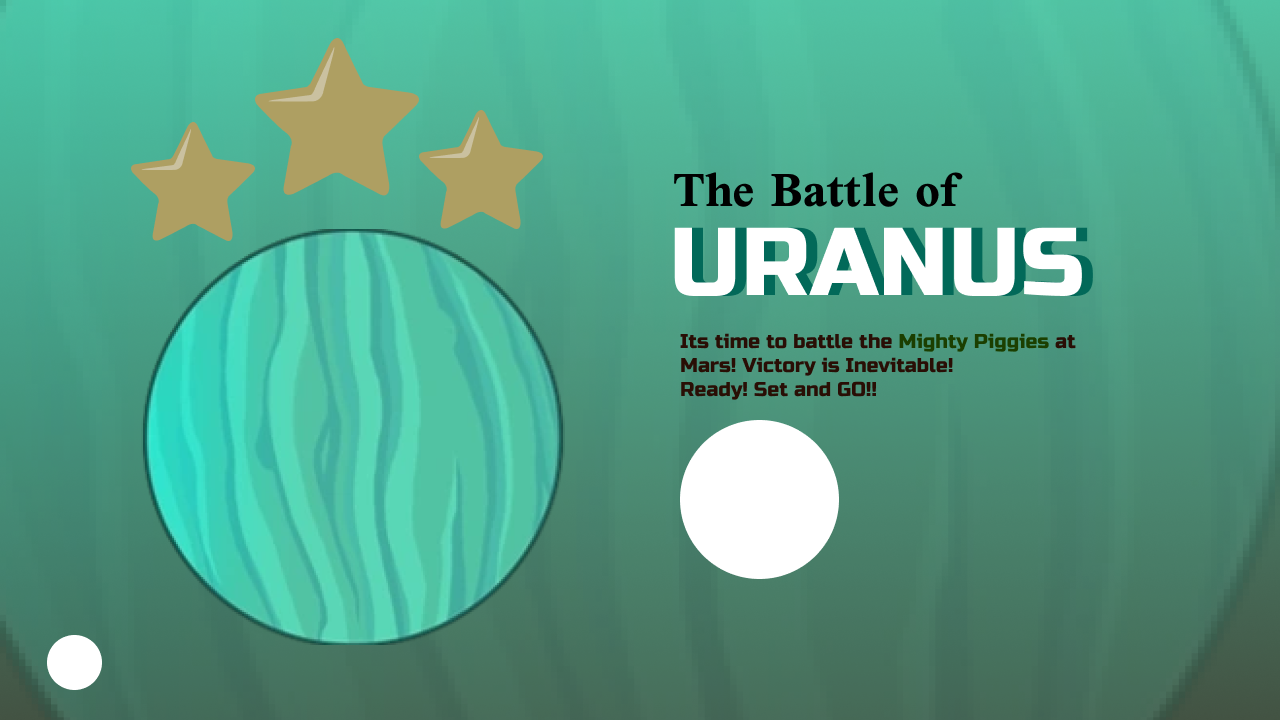 The Battle of
URANUS
Its time to battle the Mighty Piggies at
Mars! Victory is Inevitable!
Ready! Set and GO!!